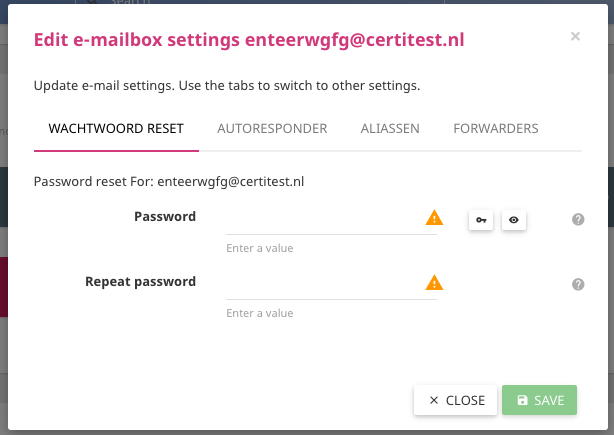 Search
Edit e-mailbox settings enteerwgfg@certitest.nl
×
Update e-mail settings. Use the tabs to switch to other settings.
WACHTWOORD RESET AUTORESPONDER ALIASSEN FORWARDERS
Password reset For: enteerwgfg@certitest.nl
Password
Enter a value
Repeat password
Enter a value
× CLOSE SAVE